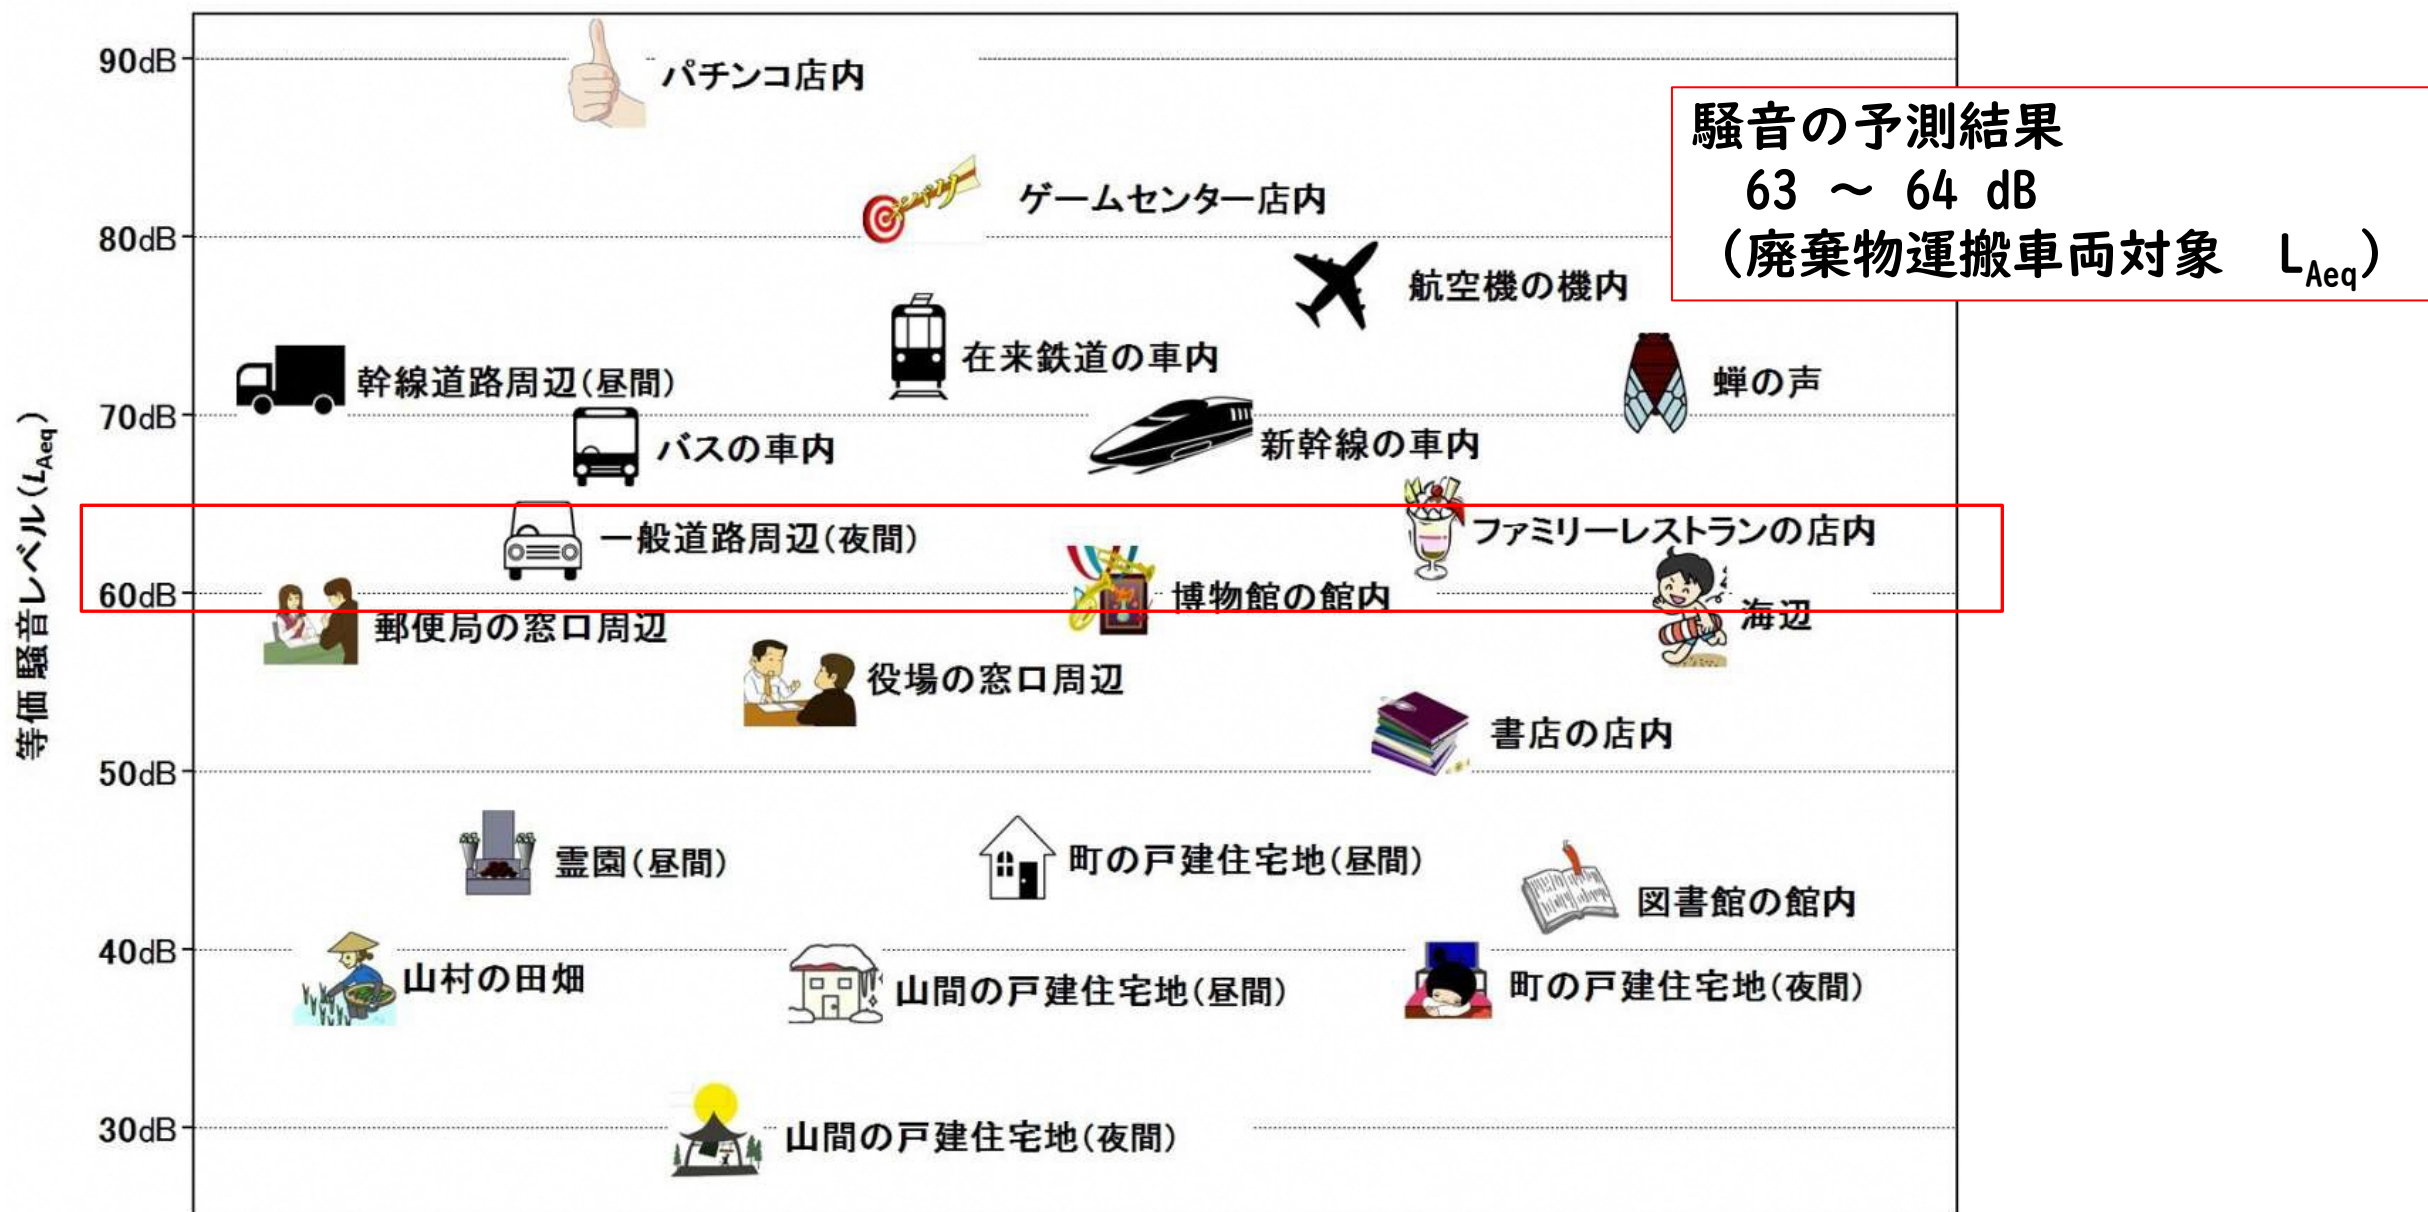 90dB
パチンコ店内
騒音の予測結果
63 ～ 64 dB
（廃棄物運搬車両対象　LAeq）
ゲームセンター店内
80dB
航空機の機内
在来鉄道の車内
幹線道路周辺(昼間)
蝉の声
70dB
バスの車内
新幹線の車内
等価騒音レベル(LAeq)
一般道路周辺(夜間)
ファミリーレストランの店内
60dB
博物館の館内
郵便局の窓口周辺
海辺
役場の窓口周辺
書店の店内
50dB
霊園(昼間)
町の戸建住宅地(昼間)
図書館の館内
40dB
山村の田畑
山間の戸建住宅地(昼間)
町の戸建住宅地(夜間)
30dB
山間の戸建住宅地(夜間)